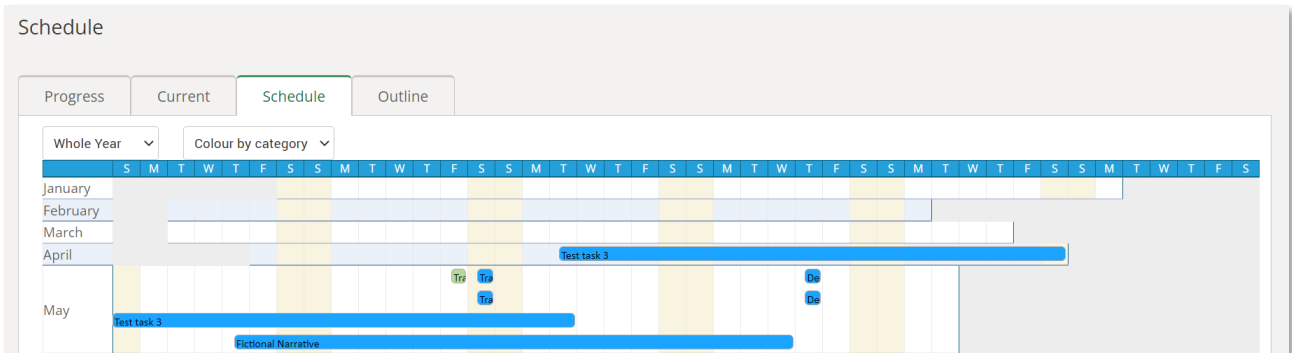 Schedule
Progress Current Schedule Outline
Whole Year Colour by category
S M T W T F S S M T W T F S S M T W T F S S M T W T F S S M T W T F S S M T W T F S
January
February
March
April Test task 3
Tra Tra De
Tra De
May
Test task 3
Fictional Narrative